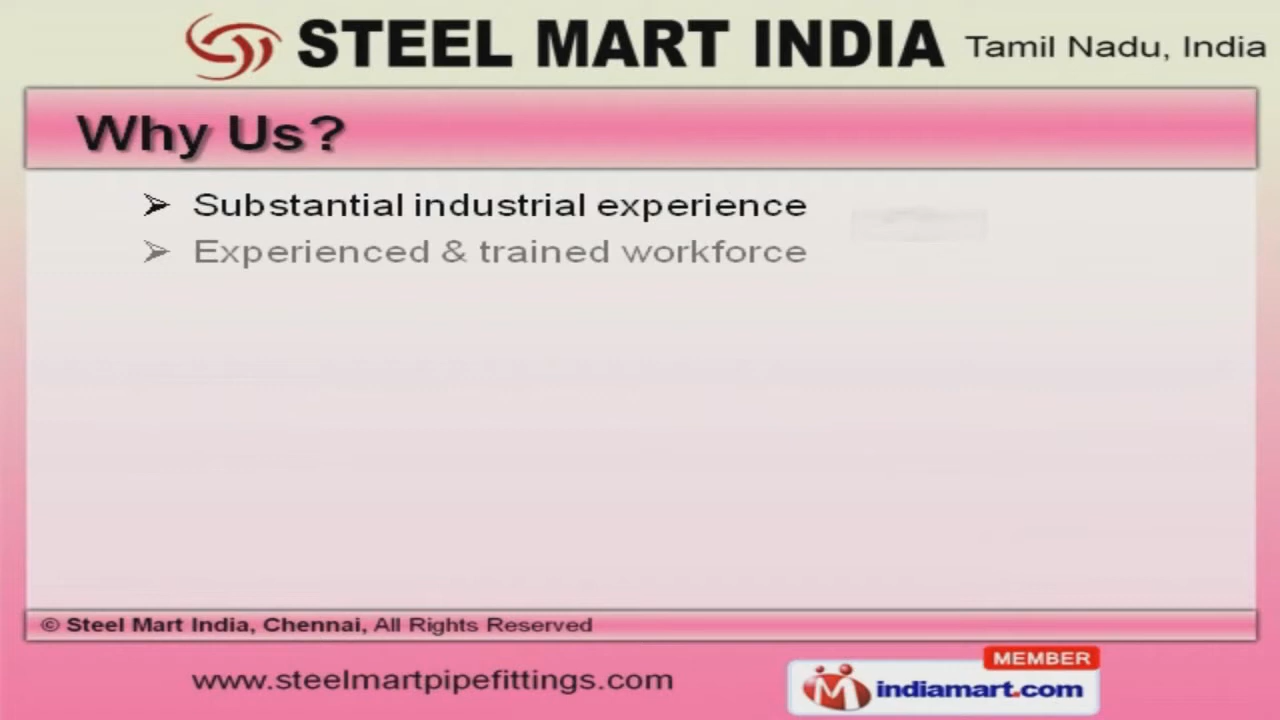 STEEL MART INDIA Tamil Nadu, India
Why Us?
➢ Substantial industrial experience
➢ Experienced & trained workforce
© Steel Mart India, Chennai, All Rights Reserved
MEMBER
www.steelmartpipefittings.com
indiamart.com